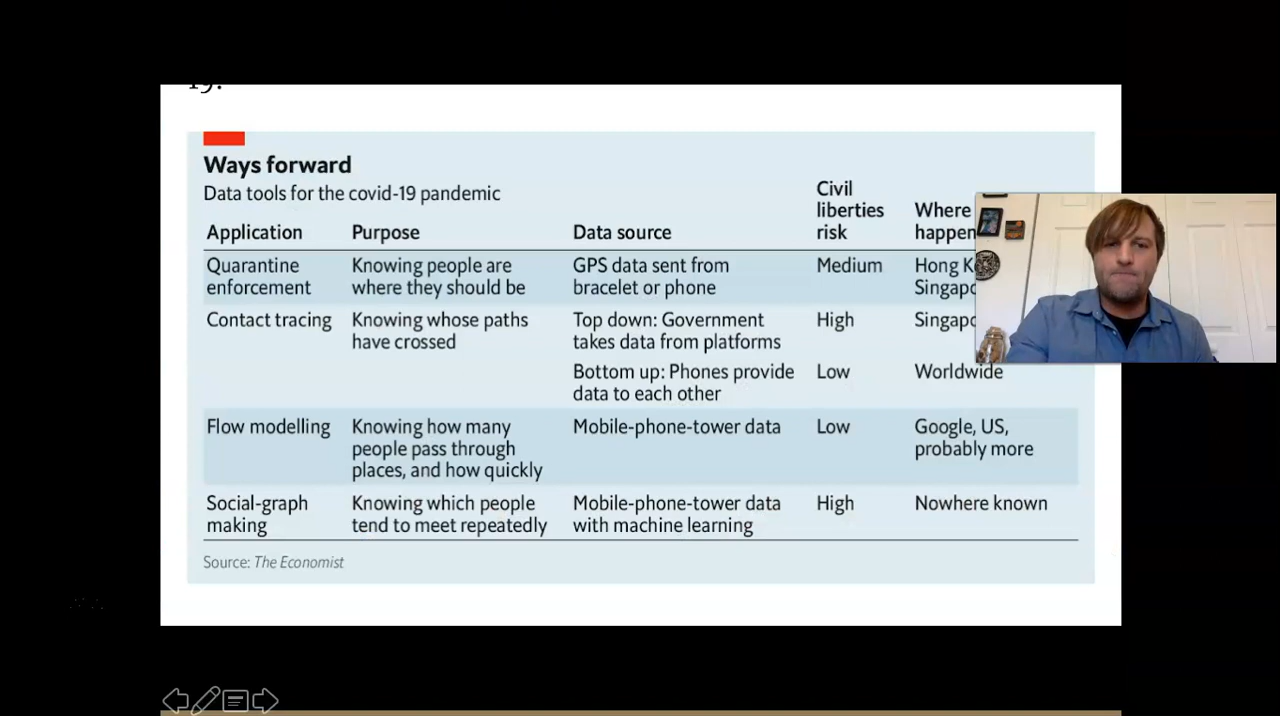 19.
Ways forward
Data tools for the covid-19 pandemic
Application Purpose Data source Civil liberties risk Where happen
Quarantine enforcement Knowing people are where they should be GPS data sent from bracelet or phone Medium Hong K Singapo
Contact tracing Knowing whose paths have crossed Top down: Government takes data from platforms High Singapo
Bottom up: Phones provide data to each other Low Worldwide
Flow modelling Knowing how many people pass through places, and how quickly Mobile-phone-tower data Low Google, US, probably more
Social-graph making Knowing which people tend to meet repeatedly Mobile-phone-tower data with machine learning High Nowhere known
Source: The Economist